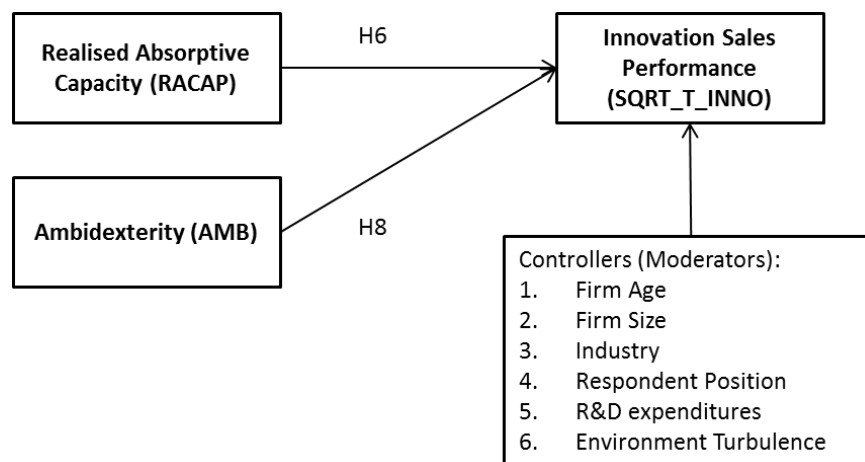 Realised Absorptive
Capacity (RACAP)
H6
Innovation Sales
Performance
(SQRT_T_INNO)
Ambidexterity (AMB)
H8
Controllers (Moderators):
1. Firm Age
2. Firm Size
3. Industry
4. Respondent Position
5. R&D expenditures
6. Environment Turbulence